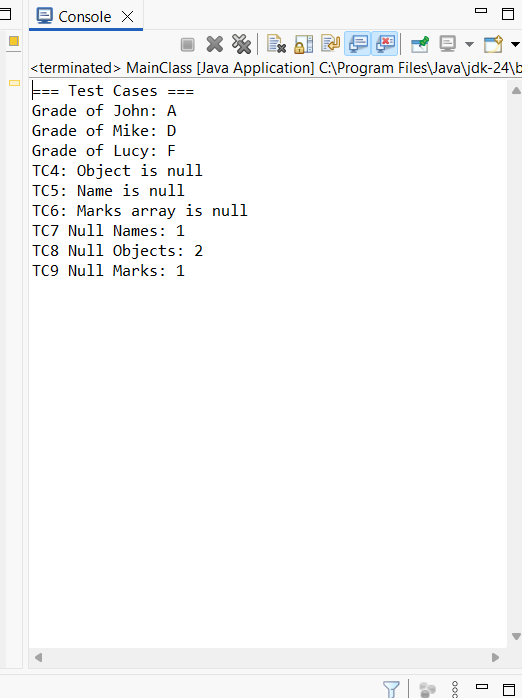 Console
<terminated> MainClass [Java Application] C:\Program Files\Java\jdk-24\b
=== Test Cases ===
Grade of John: A
Grade of Mike: D
Grade of Lucy: F
TC4: Object is null
TC5: Name is null
TC6: Marks array is null
TC7 Null Names: 1
TC8 Null Objects: 2
TC9 Null Marks: 1